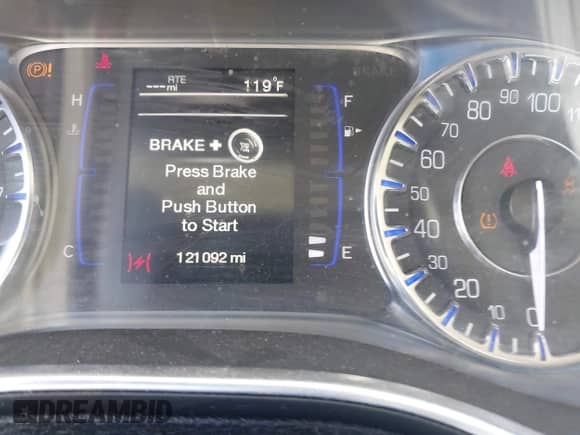 RTE
---mi 119°F
H
F
BRAKE +
Press Brake
and
Push Button
to Start
C
E
121092 mi
7
0
10
20
30
40
50
60
70
80
90
100
DREAMBID